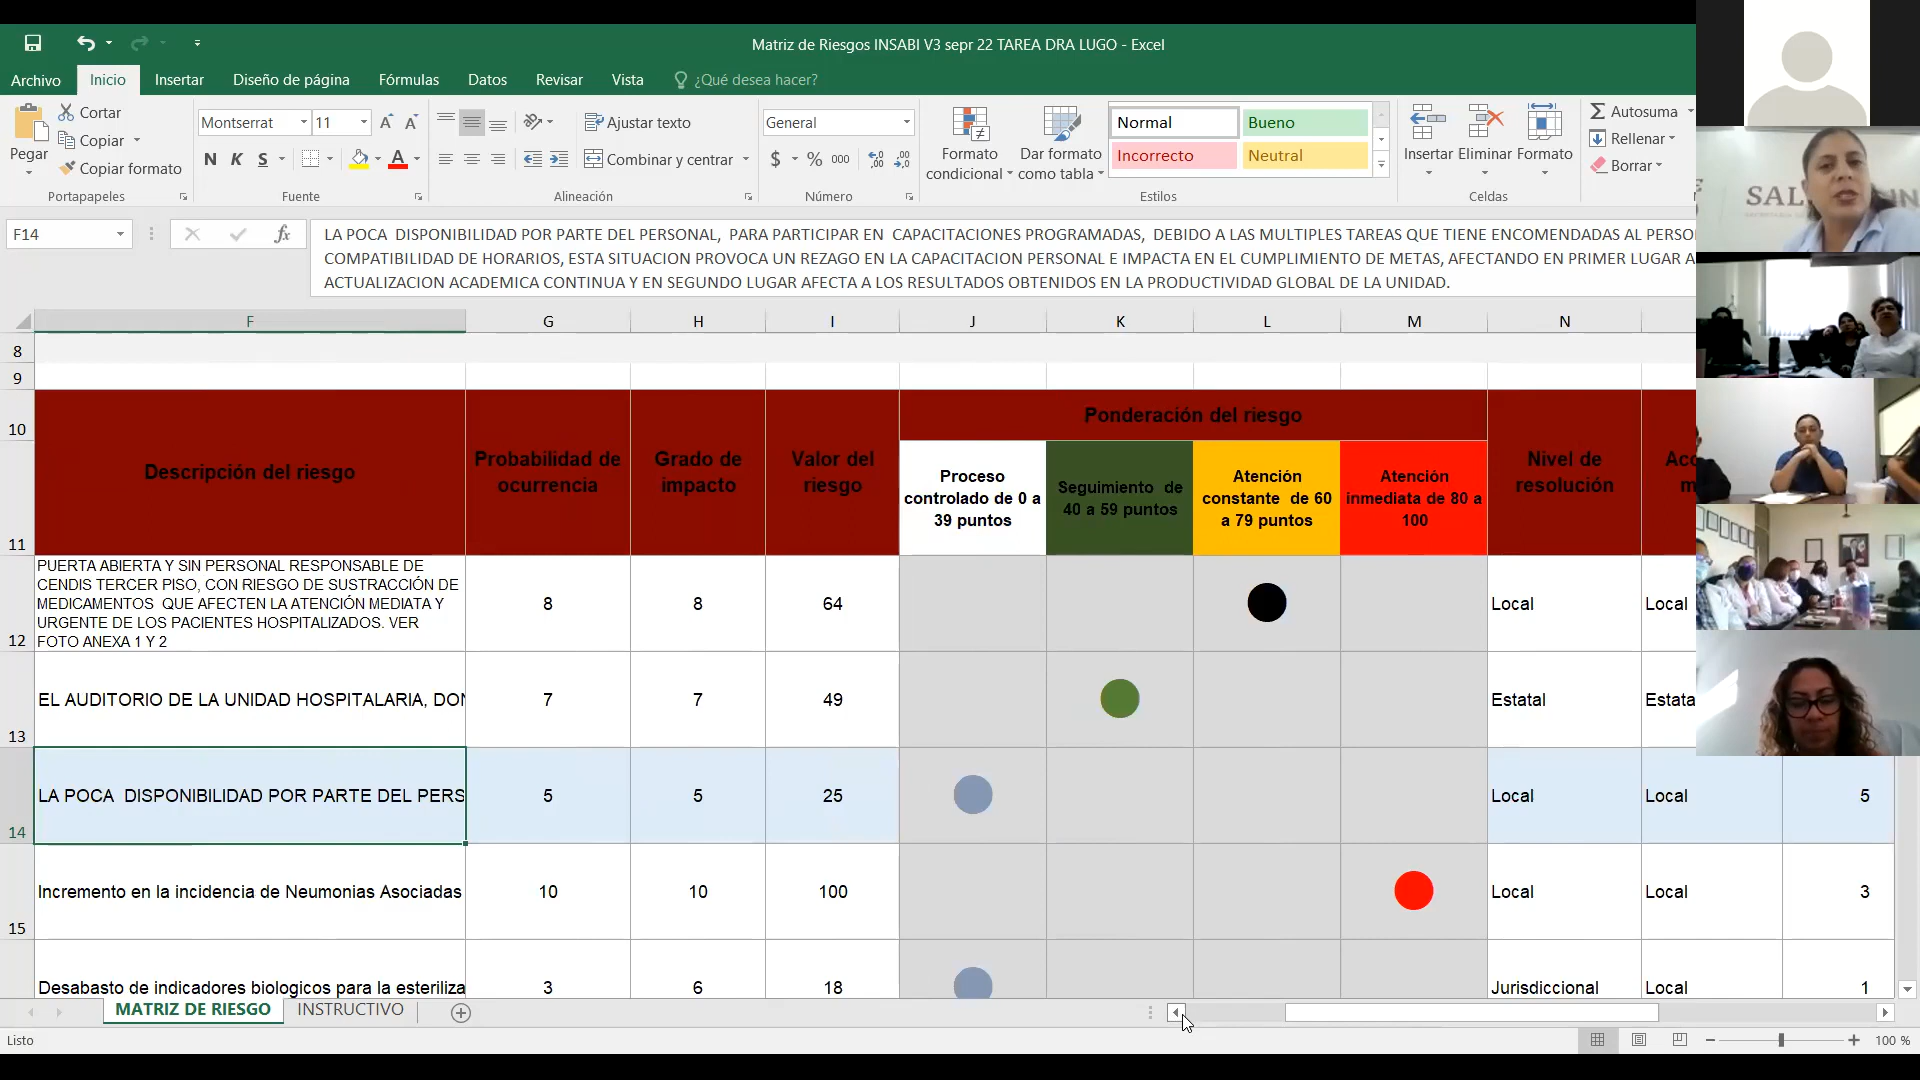 Matriz de Riesgos INSABI V3 sepr 22 TAREA DRA LUGO - Excel
Archivo Inicio Insertar Diseño de página Fórmulas Datos Revisar Vista ¿Qué desea hacer?
Pegar
Cortar
Copiar
Copiar formato
Portapapeles
Montserrat 11
N K S
Fuente
Ajustar texto
Combinar y centrar
Alineación
General
$ % 000
Número
Formato condicional
Dar formato como tabla
Normal Bueno
Incorrecto Neutral
Estilos
Insertar Eliminar Formato
Celdas
Autosuma
Rellenar
Borrar
F14
fx
LA POCA DISPONIBILIDAD POR PARTE DEL PERSONAL, PARA PARTICIPAR EN CAPACITACIONES PROGRAMADAS, DEBIDO A LAS MULTIPLES TAREAS QUE TIENE ENCOMENDADAS AL PERSO
COMPATIBILIDAD DE HORARIOS, ESTA SITUACION PROVOCA UN REZAGO EN LA CAPACITACION PERSONAL E IMPACTA EN EL CUMPLIMIENTO DE METAS, AFECTANDO EN PRIMER LUGAR A
ACTUALIZACION ACADEMICA CONTINUA Y EN SEGUNDO LUGAR AFECTA A LOS RESULTADOS OBTENIDOS EN LA PRODUCTIVIDAD GLOBAL DE LA UNIDAD.
F G H I J K L M N
8
9
10
11
Descripción del riesgo
Probabilidad de ocurrencia
Grado de impacto
Valor del riesgo
Ponderación del riesgo
Proceso controlado de 0 a 39 puntos
Seguimiento de 40 a 59 puntos
Atención constante de 60 a 79 puntos
Atención inmediata de 80 a 100
Nivel de resolución
PUERTA ABIERTA Y SIN PERSONAL RESPONSABLE DE
CENDIS TERCER PISO, CON RIESGO DE SUSTRACCIÓN DE
MEDICAMENTOS QUE AFECTEN LA ATENCIÓN MEDIATA Y
URGENTE DE LOS PACIENTES HOSPITALIZADOS. VER
FOTO ANEXA 1 Y 2
12 8 8 64 Local Local
13 EL AUDITORIO DE LA UNIDAD HOSPITALARIA, DON 7 7 49 Estatal Estata
14 LA POCA DISPONIBILIDAD POR PARTE DEL PERS 5 5 25 Local Local 5
15 Incremento en la incidencia de Neumonias Asociadas 10 10 100 Local Local 3
Desabasto de indicadores biologicos para la esteriliza 3 6 18 Jurisdiccional Local 1
MATRIZ DE RIESGO INSTRUCTIVO
Listo
100 %
SAL